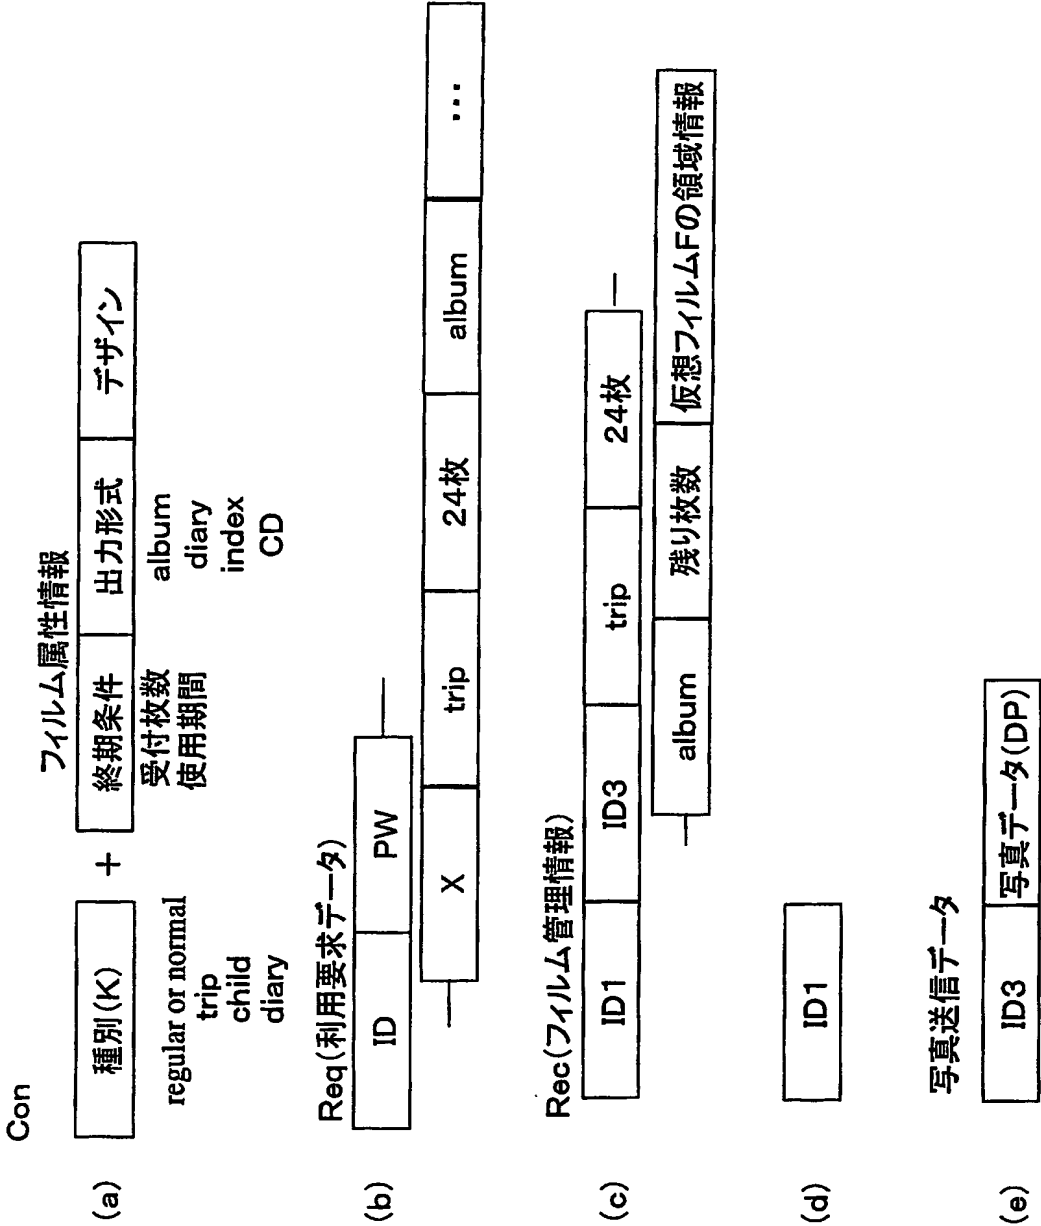 Con
フィルム属性情報
(a) 種別(K) + 終期条件 出力形式 デザイン
regular or normal
trip
child
diary
受付枚数
使用期間
album
diary
index
CD
Req(利用要求データ)
(b) ID PW
X trip 24枚 album ...
Rec(フィルム管理情報)
(c) ID1 ID3 trip 24枚
album 残り枚数 仮想フィルムFの領域情報
(d) ID1
写真送信データ
(e) ID3 写真データ(DP)